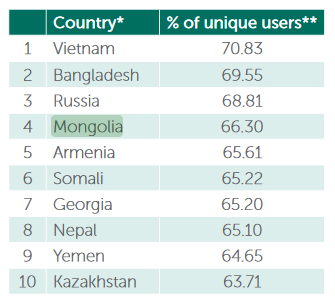 Country* % of unique users**
1 Vietnam 70.83
2 Bangladesh 69.55
3 Russia 68.81
4 Mongolia 66.30
5 Armenia 65.61
6 Somali 65.22
7 Georgia 65.20
8 Nepal 65.10
9 Yemen 64.65
10 Kazakhstan 63.71